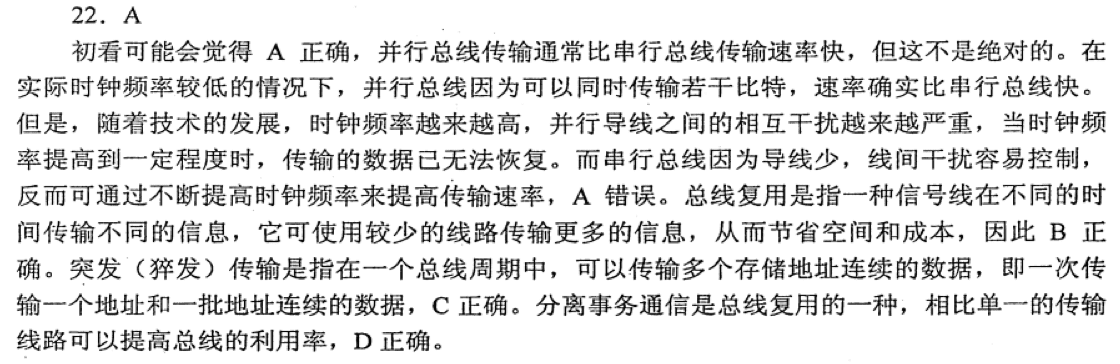 22. A
初看可能会觉得 A 正确，并行总线传输通常比串行总线传输速率快，但这不是绝对的。在
实际时钟频率较低的情况下，并行总线因为可以同时传输若干比特，速率确实比串行总线快。
但是，随着技术的发展，时钟频率越来越高，并行导线之间的相互干扰越来越严重，当时钟频
率提高到一定程度时，传输的数据已无法恢复。而串行总线因为导线少，线间干扰容易控制，
反而可通过不断提高时钟频率来提高传输速率，A 错误。总线复用是指一种信号线在不同的时
间传输不同的信息，它可使用较少的线路传输更多的信息，从而节省空间和成本，因此 B 正
确。突发（猝发）传输是指在一个总线周期中，可以传输多个存储地址连续的数据，即一次传
输一个地址和一批地址连续的数据，C 正确。分离事务通信是总线复用的一种，相比单一的传输
线路可以提高总线的利用率，D 正确。